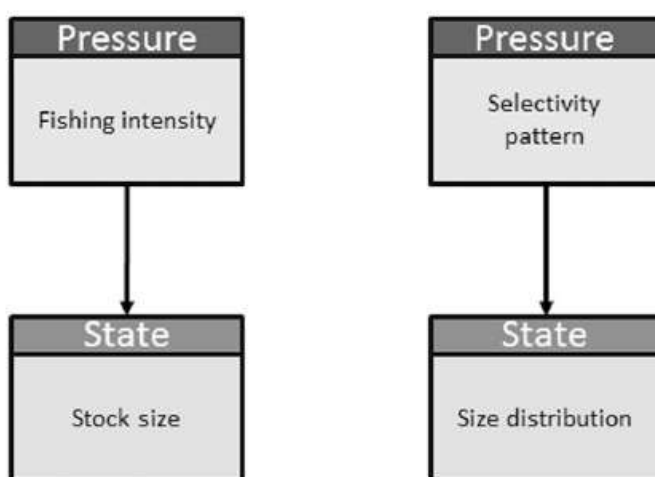 Pressure
Fishing intensity
State
Stock size
Pressure
Selectivity
pattern
State
Size distribution